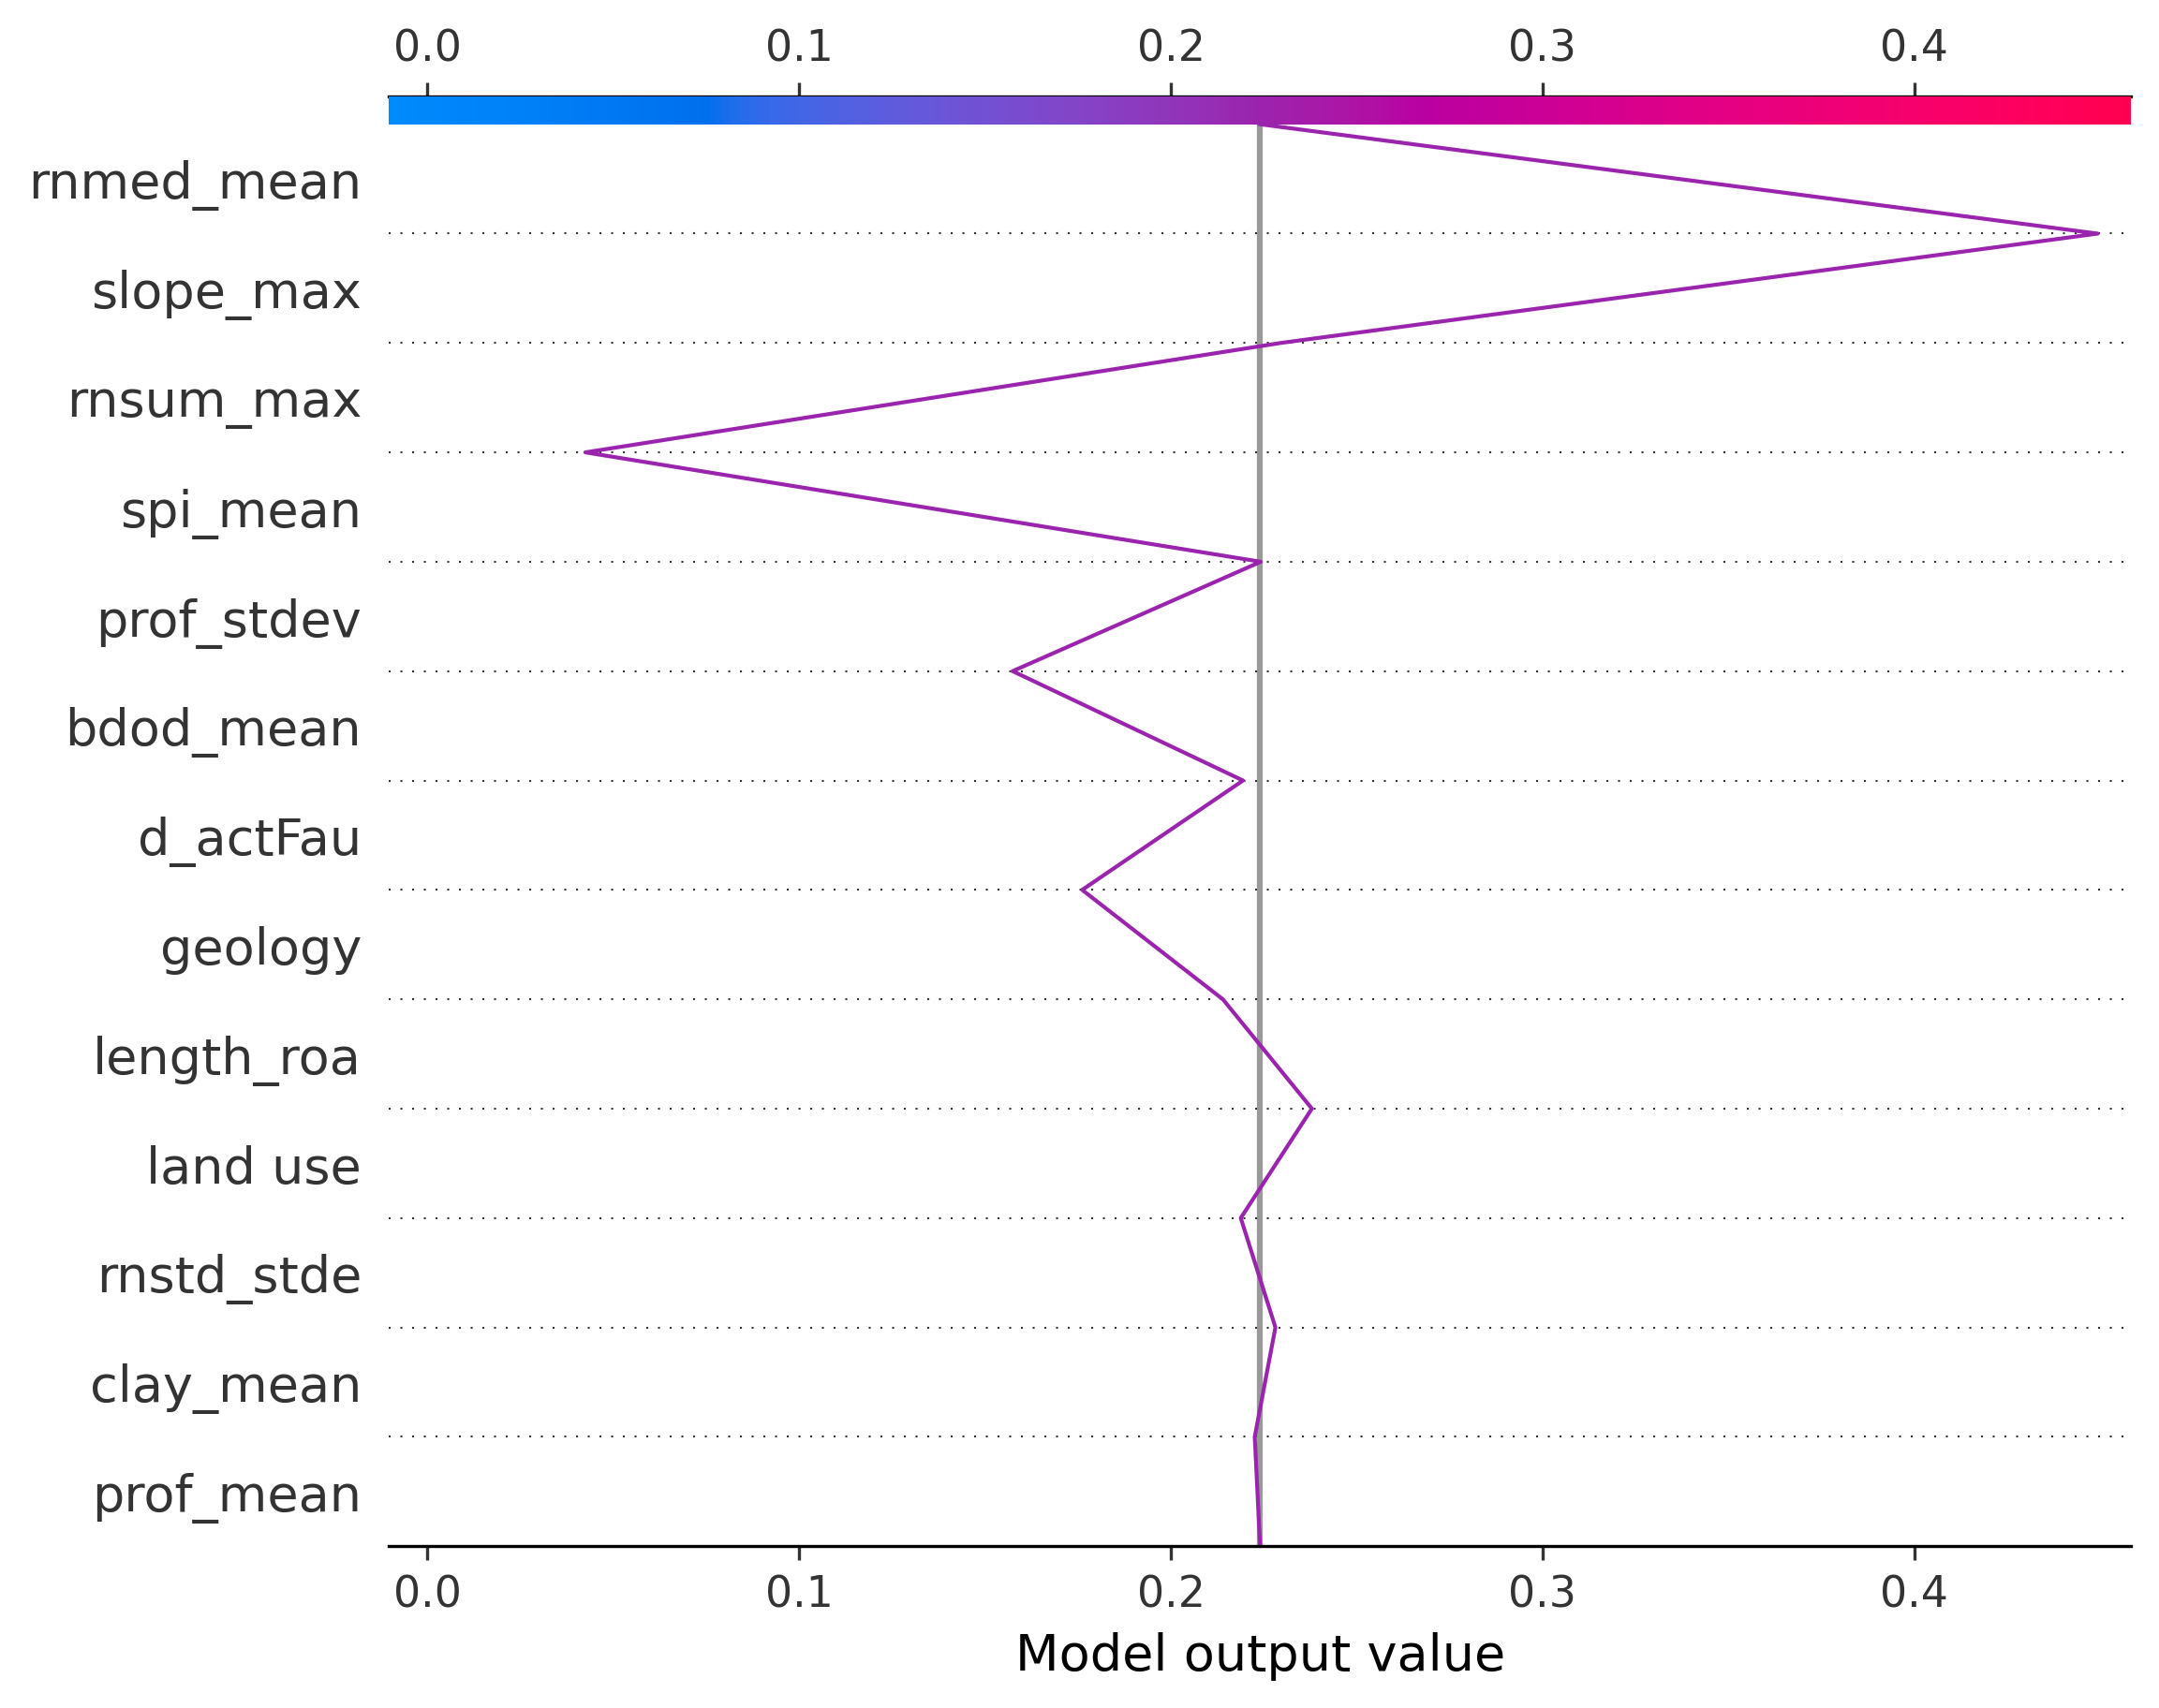 0.0 0.1 0.2 0.3 0.4
rnmed_mean
slope_max
rnsum_max
spi_mean
prof_stdev
bdod_mean
d_actFau
geology
length_roa
land use
rnstd_stde
clay_mean
prof_mean
0.0 0.1 0.2 0.3 0.4
Model output value